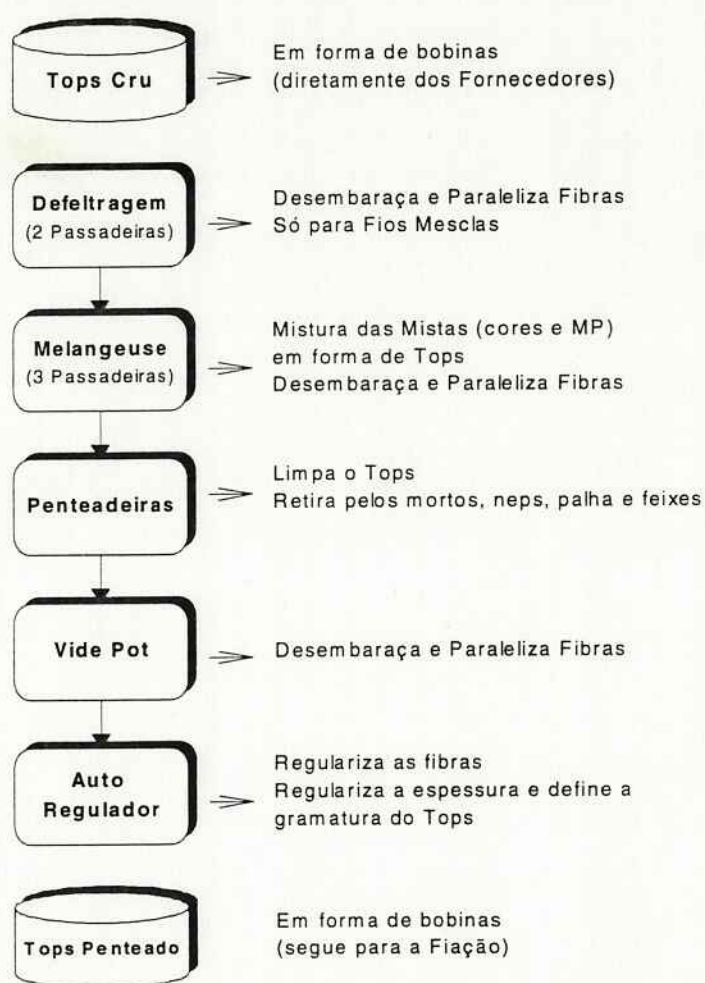 Tops Cru
Em forma de bobinas
(diretamente dos Fornecedores)
Defeltragem
(2 Passadeiras)
Desembaraça e Paraleliza Fibras
Só para Fios Mesclas
Melangeuse
(3 Passadeiras)
Mistura das Mistas (cores e MP)
em forma de Tops
Desembaraça e Paraleliza Fibras
Penteadeiras
Limpa o Tops
Retira pelos mortos, neps, palha e feixes
Vide Pot
Desembaraça e Paraleliza Fibras
Auto
Regulador
Regulariza as fibras
Regulariza a espessura e define a
gramatura do Tops
Tops Penteado
Em forma de bobinas
(segue para a Fiação)